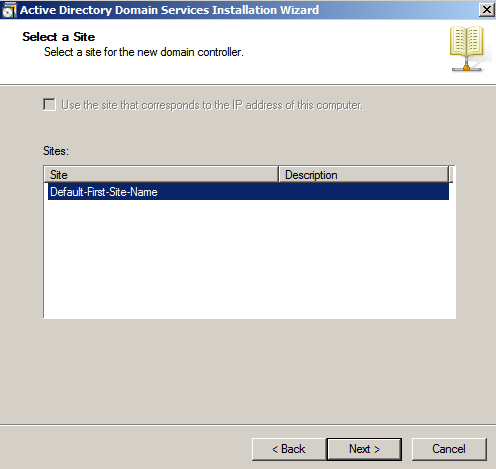 Active Directory Domain Services Installation Wizard
Select a Site
Select a site for the new domain controller.
Use the site that corresponds to the IP address of this computer.
Sites:
Site Description
Default-First-Site-Name
< Back Next > Cancel